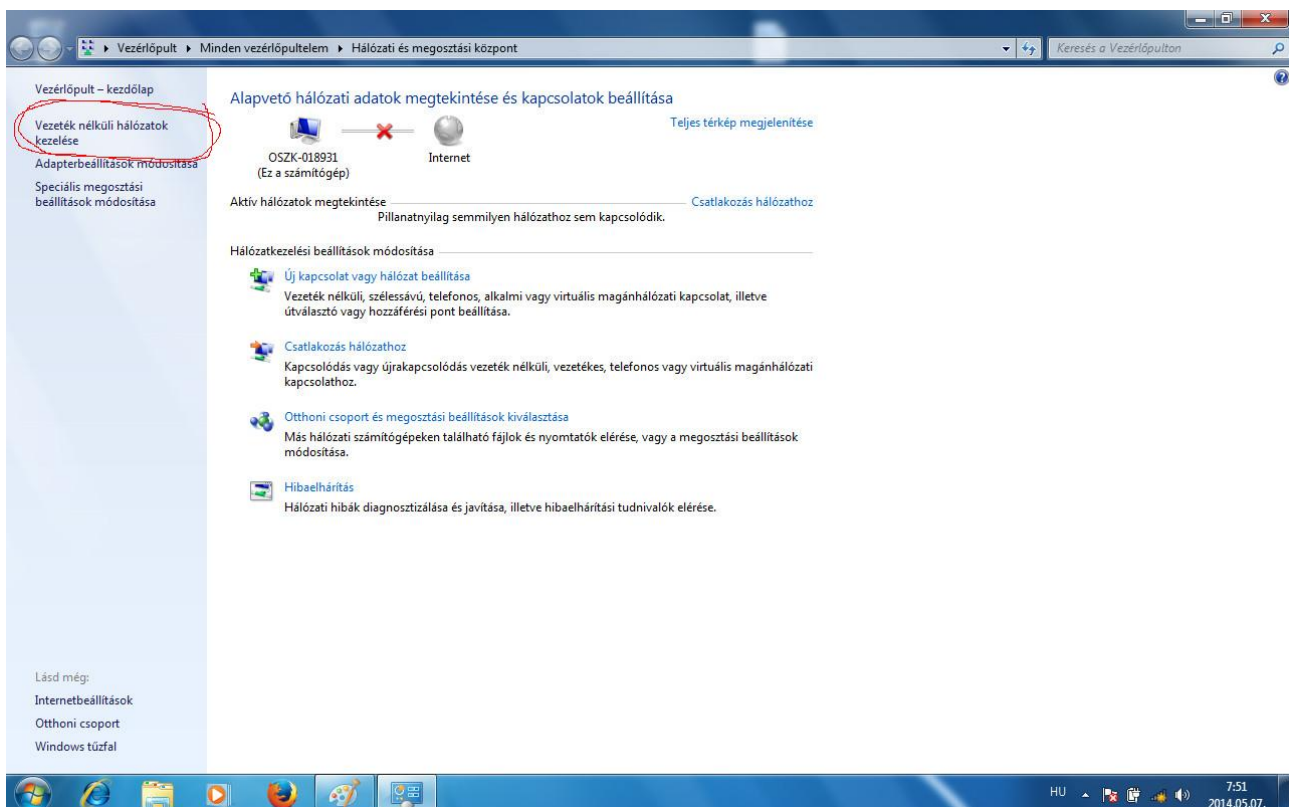 Vezérlőpult ▸ Minden vezérlőpultelem ▸ Hálózati és megosztási központ
Keresés a Vezérlőpulton
Vezérlőpult – kezdőlap
Vezeték nélküli hálózatok
kezelése
Adapterbeállítások módosítása
Speciális megosztási
beállítások módosítása
Alapvető hálózati adatok megtekintése és kapcsolatok beállítása
Teljes térkép megjelenítése
OSZK-018931
(Ez a számítógép)
Internet
Aktív hálózatok megtekintése
Csatlakozás hálózathoz
Pillanatnyilag semmilyen hálózathoz sem kapcsolódik.
Hálózatkezelési beállítások módosítása
Új kapcsolat vagy hálózat beállítása
Vezeték nélküli, szélessávú, telefonos, alkalmi vagy virtuális magánhálózati kapcsolat, illetve
útválasztó vagy hozzáférési pont beállítása.
Csatlakozás hálózathoz
Kapcsolódás vagy újrakapcsolódás vezeték nélküli, vezetékes, telefonos vagy virtuális magánhálózati
kapcsolathoz.
Otthoni csoport és megosztási beállítások kiválasztása
Más hálózati számítógépeken található fájlok és nyomtatók elérése, vagy a megosztási beállítások
módosítása.
Hibaelhárítás
Hálózati hibák diagnosztizálása és javítása, illetve hibaelhárítási tudnivalók elérése.
Lásd még:
Internetbeállítások
Otthoni csoport
Windows tűzfal
HU
7:51
2014.05.07.